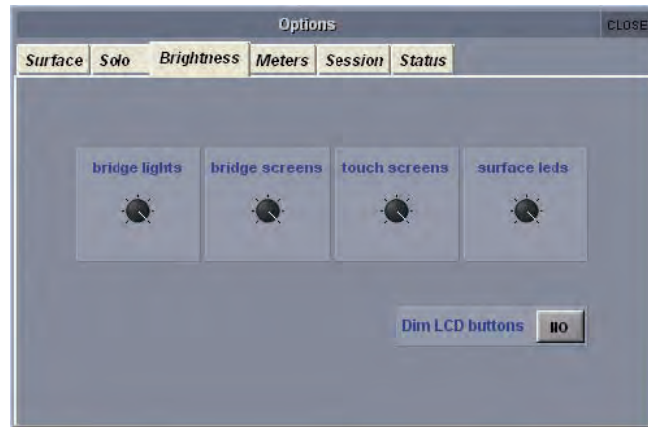 Options CLOSE
Surface Solo Brightness Meters Session Status
bridge lights bridge screens touch screens surface leds
Dim LCD buttons NO